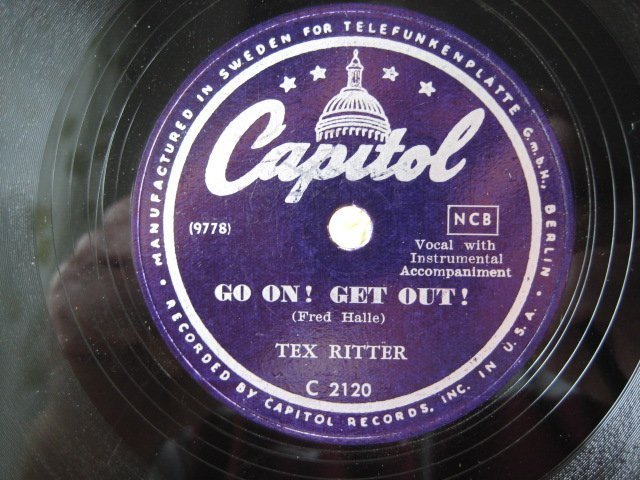 MANUFACTURED IN SWEDEN FOR TELEFUNKENPLATTE G.m.b.H., BERLIN
Capitol
(9778)
NCB
Vocal with
Instrumental
Accompaniment
GO ON! GET OUT!
(Fred Halle)
TEX RITTER
C 2120
RECORDED BY CAPITOL RECORDS, INC. IN U.S.A.